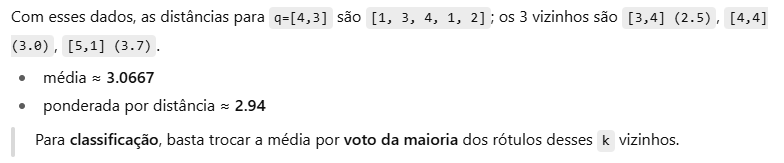 Com esses dados, as distâncias para q=[4,3] são [1, 3, 4, 1, 2]; os 3 vizinhos são [3,4] (2.5), [4,4]
(3.0), [5,1] (3.7).
• média ≈ 3.0667
• ponderada por distância ≈ 2.94
Para classificação, basta trocar a média por voto da maioria dos rótulos desses k vizinhos.